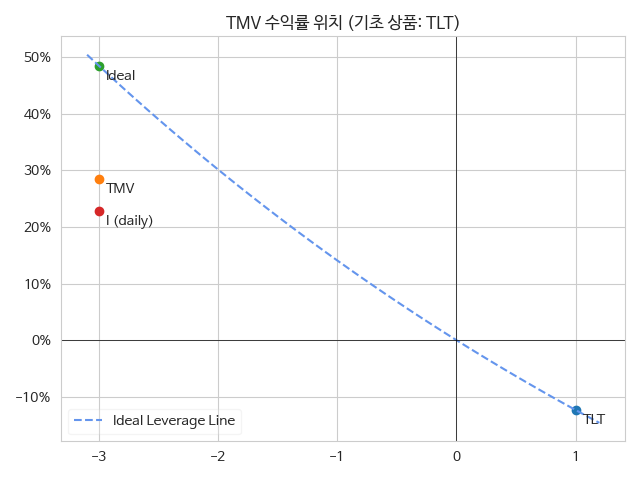 TMV 수익률 위치 (기초 상품: TLT)
50%
40%
30%
20%
10%
0%
−10%
Ideal
TMV
I (daily)
TLT
Ideal Leverage Line
−3
−2
−1
0
1